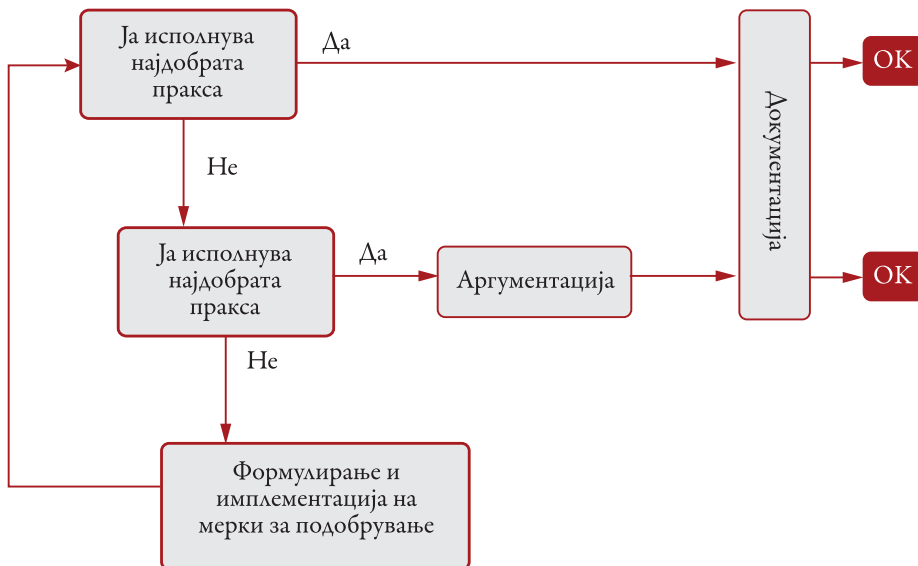 Ја исполнува
најдобрата
пракса
Да
Документација
OK
Не
Ја исполнува
најдобрата
пракса
Да
Аргументација
OK
Не
Формулирање и
имплементација на
мерки за подобрување